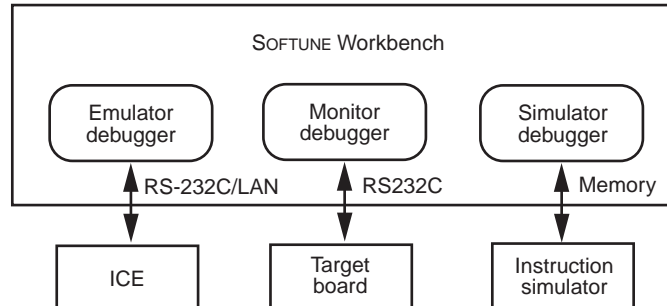 SOFTUNE Workbench
Emulator
debugger
Monitor
debugger
Simulator
debugger
RS-232C/LAN
RS232C
Memory
ICE
Target
board
Instruction
simulator